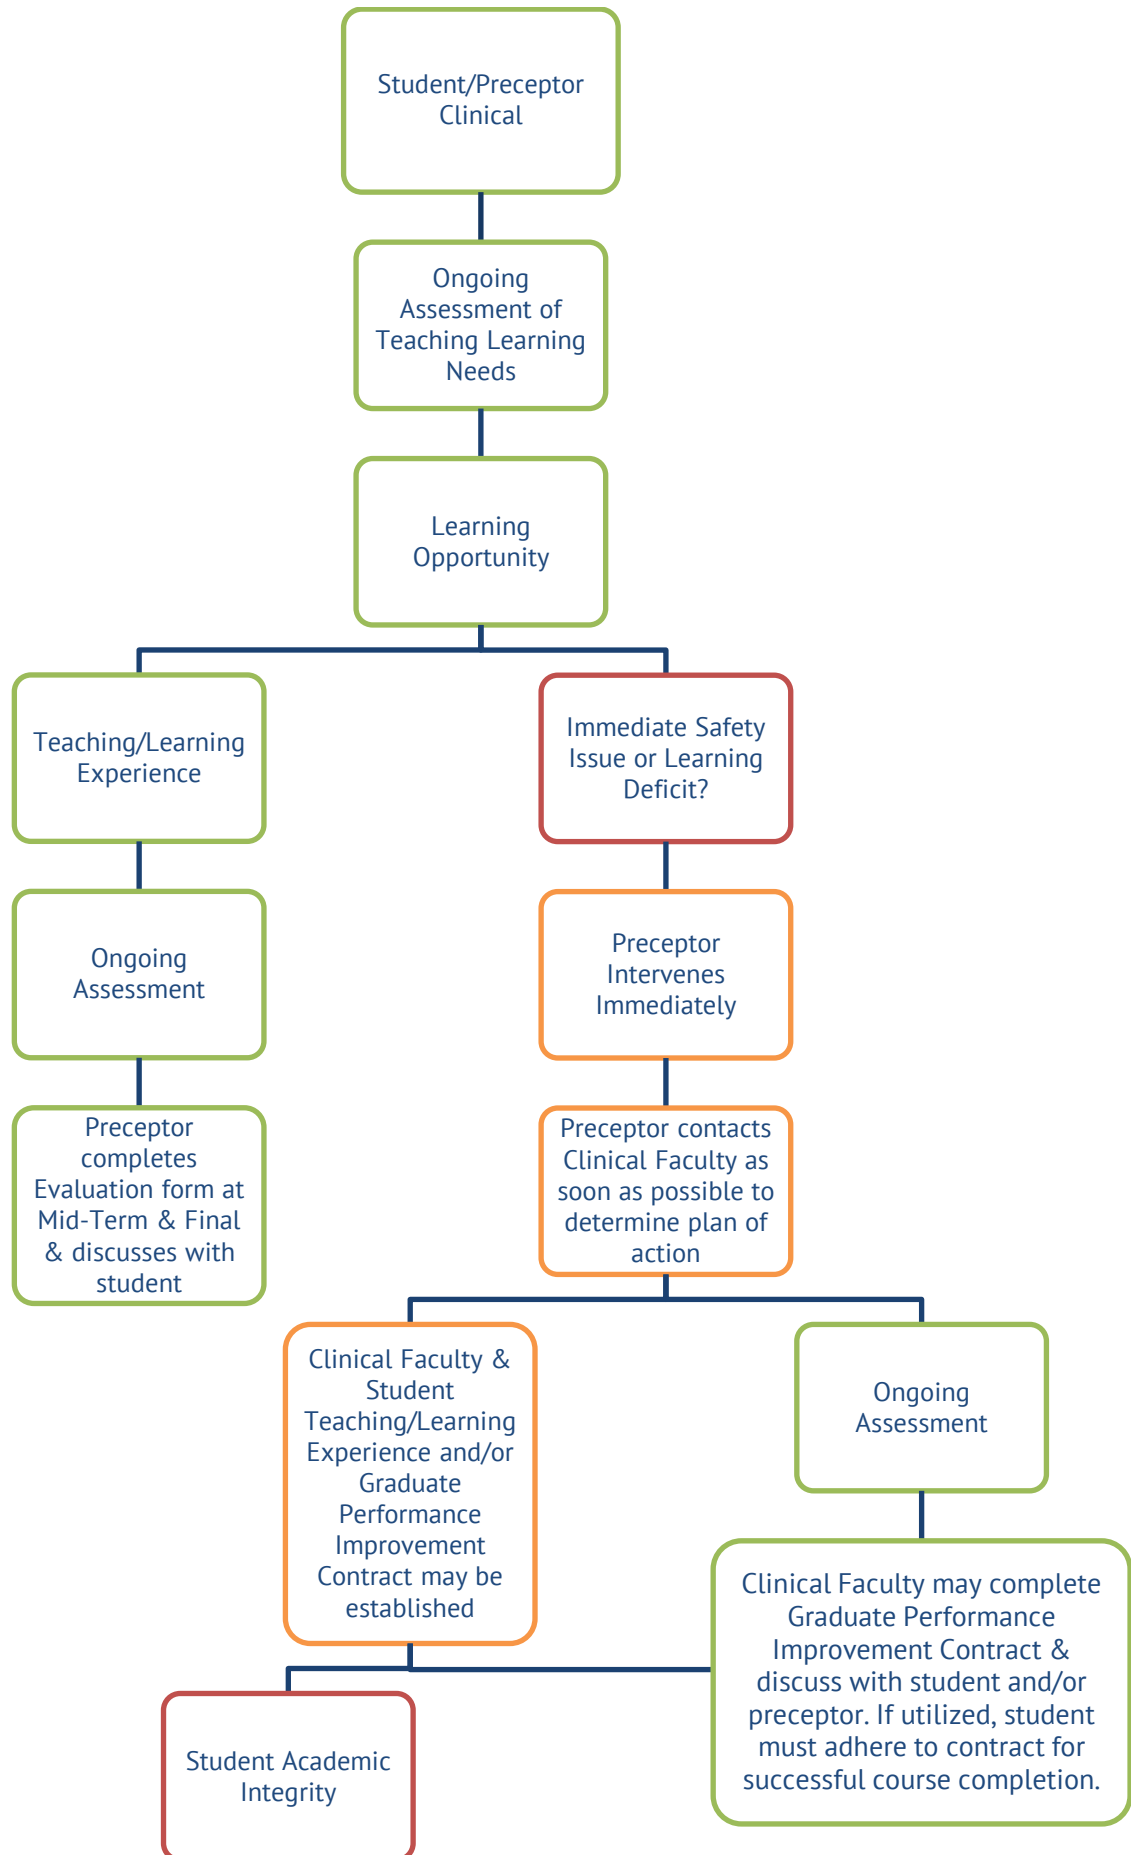 Student/Preceptor
Clinical
Ongoing
Assessment of
Teaching Learning
Needs
Learning
Opportunity
Teaching/Learning
Experience
Immediate Safety
Issue or Learning
Deficit?
Ongoing
Assessment
Preceptor
Intervenes
Immediately
Preceptor
completes
Evaluation form at
Mid-Term & Final
& discusses with
student
Preceptor contacts
Clinical Faculty as
soon as possible to
determine plan of
action
Clinical Faculty &
Student
Teaching/Learning
Experience and/or
Graduate
Performance
Improvement
Contract may be
established
Ongoing
Assessment
Clinical Faculty may complete
Graduate Performance
Improvement Contract &
discuss with student and/or
preceptor. If utilized, student
must adhere to contract for
successful course completion.
Student Academic
Integrity